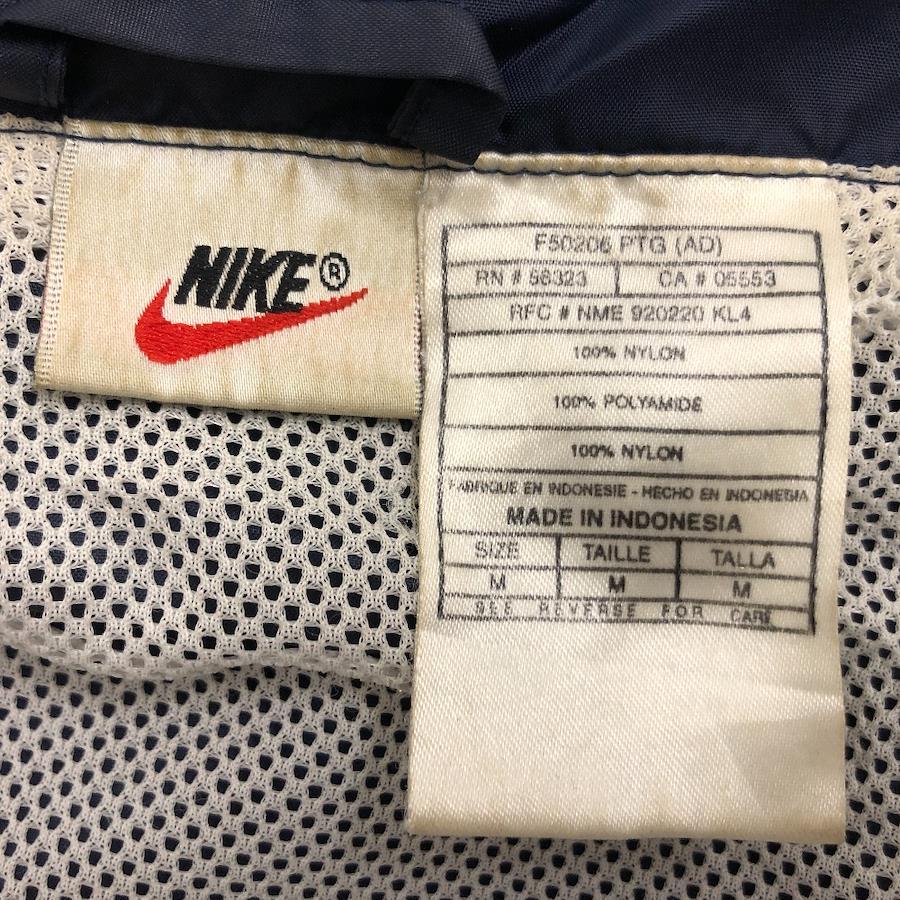 NIKE®
F50206 PTG (AD)
RN # 56323 CA # 05553
RFC # NME 920220 KL4
100% NYLON
100% POLYAMIDE
100% NYLON
FABRIQUE EN INDONESIE - HECHO EN INDONESIA
MADE IN INDONESIA
SIZE TAILLE TALLA
M M M
SEE REVERSE FOR CARE